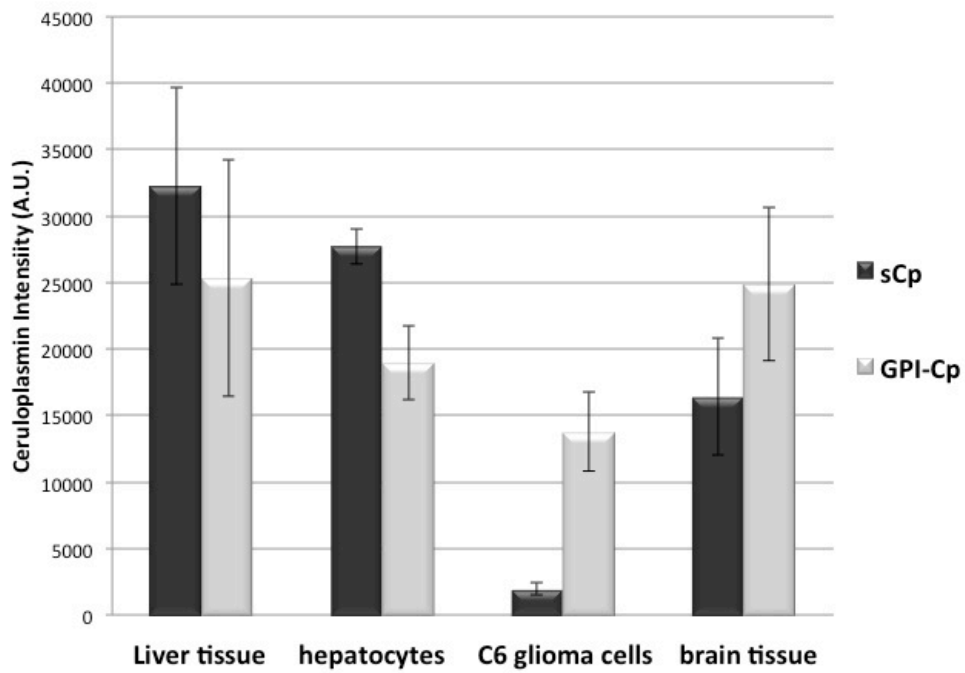 45000
40000
35000
30000
25000
20000
15000
10000
5000
0
Ceruloplasmin Intensiity (A.U.)
sCp
GPI-Cp
Liver tissue hepatocytes C6 glioma cells brain tissue